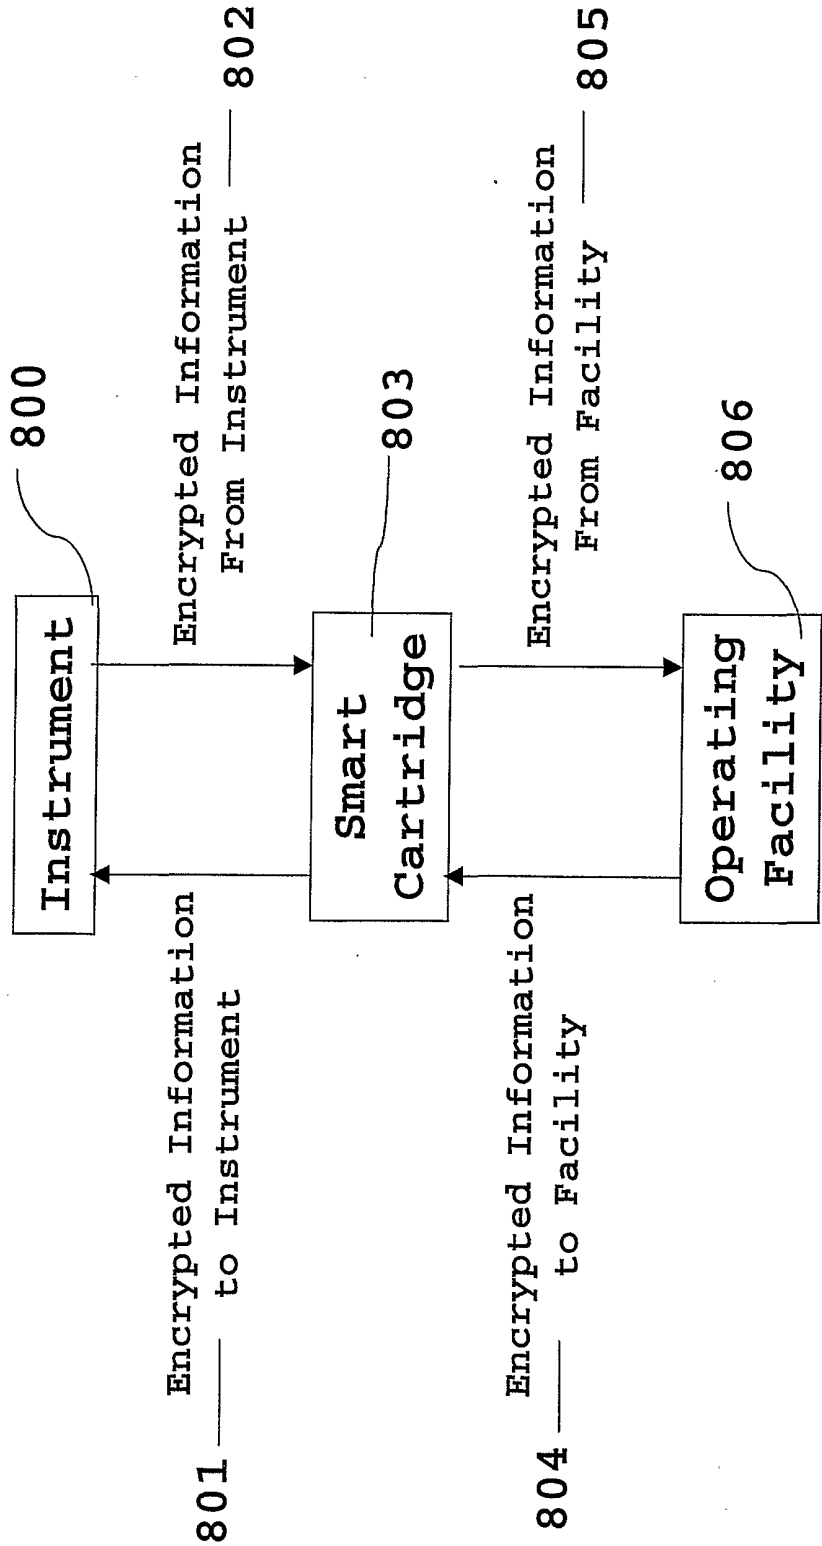 800
Instrument
Encrypted Information
to Instrument
801
Encrypted Information
From Instrument
802
Smart
Cartridge
803
Encrypted Information
to Facility
804
Encrypted Information
From Facility
805
Operating
Facility
806